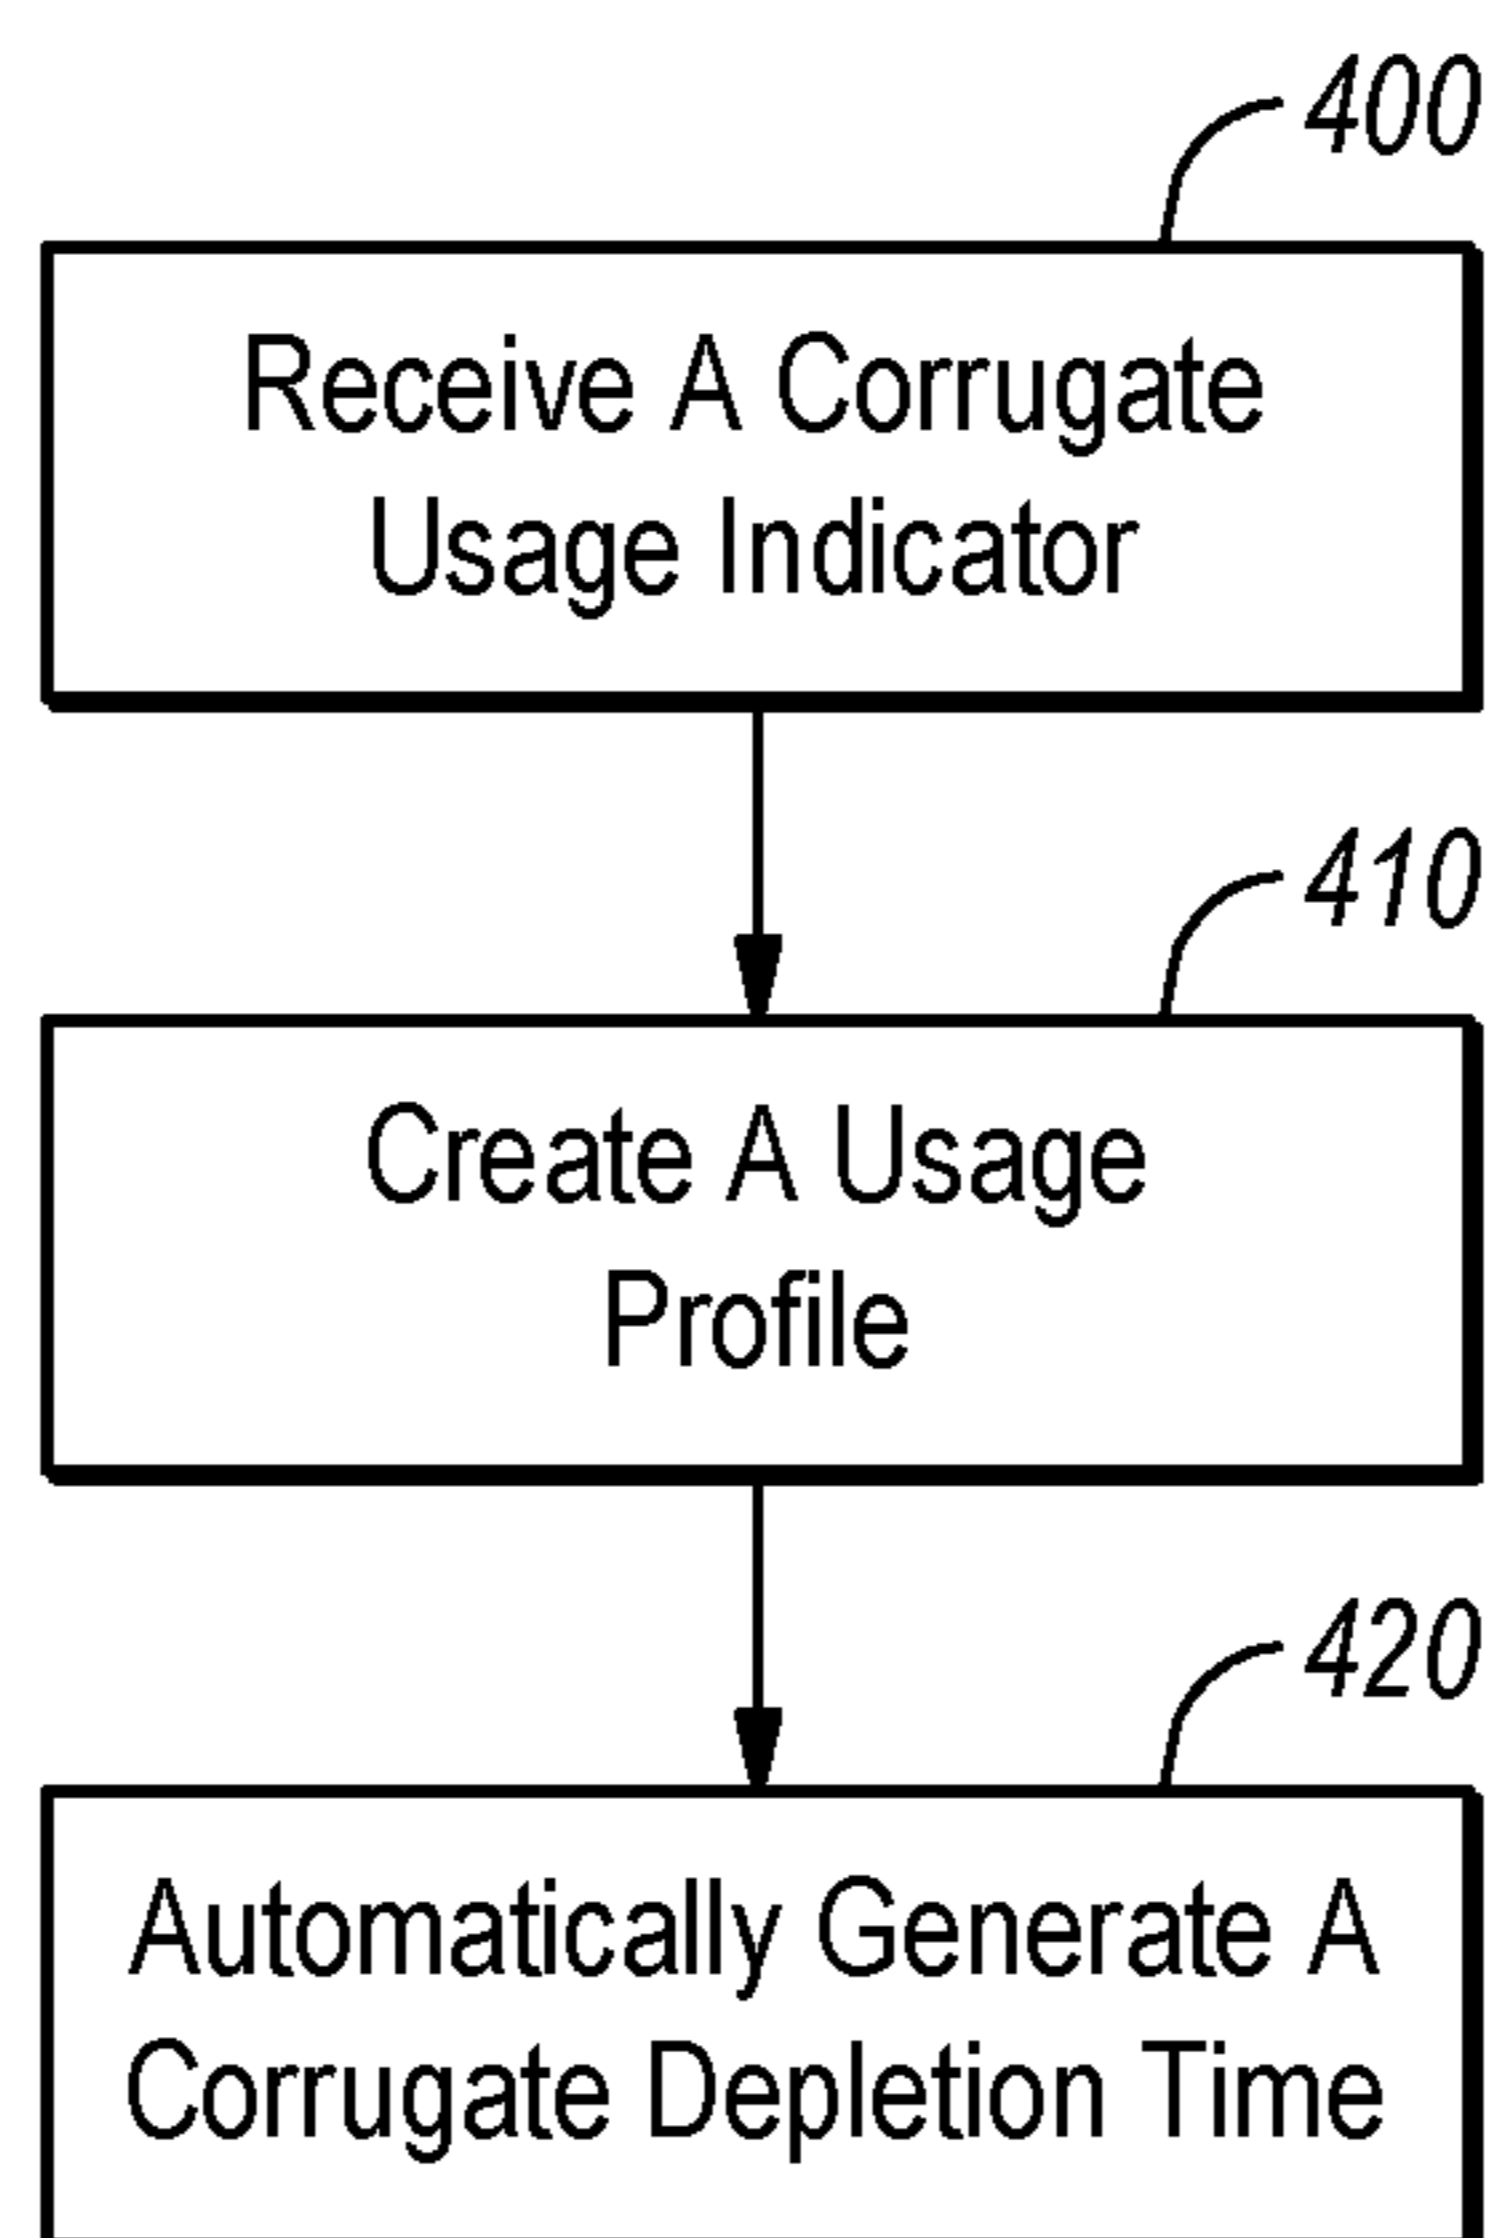 400
Receive A Corrugate
Usage Indicator
410
Create A Usage
Profile
420
Automatically Generate A
Corrugate Depletion Time